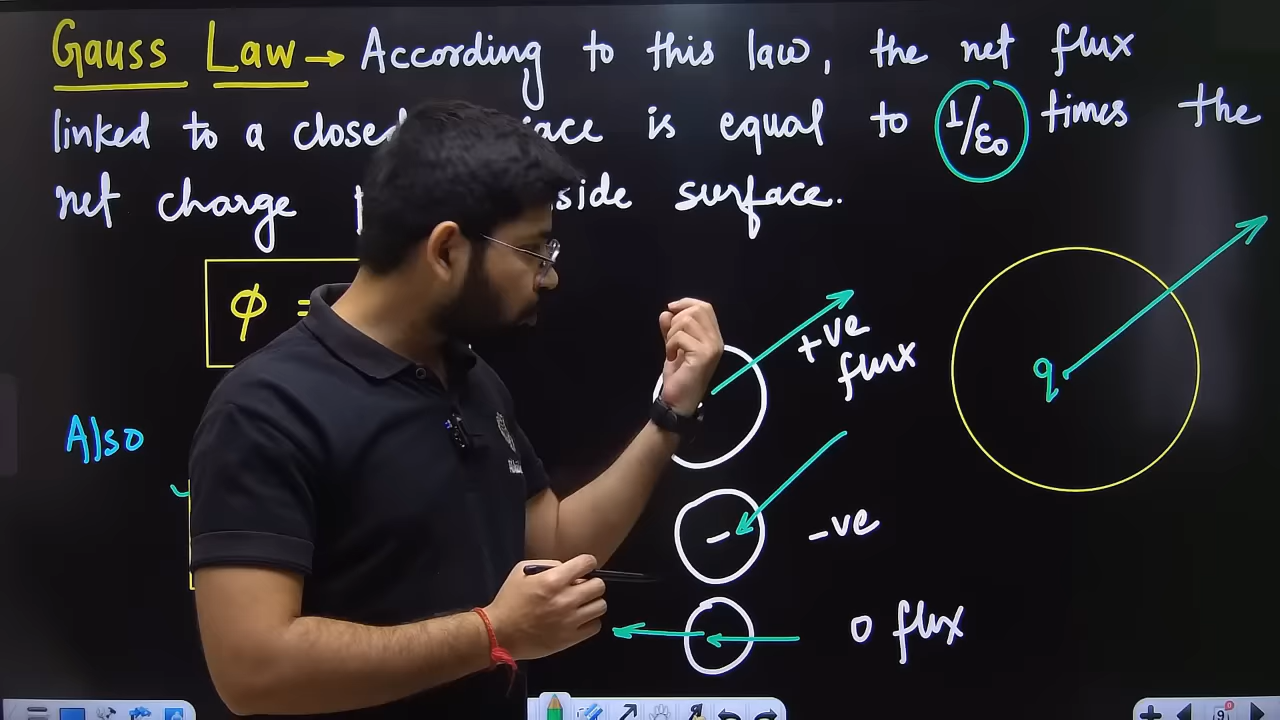 Gauss Law → According to this law, the net flux
linked to a closed face is equal to 1/ε₀ times the
net charge side surface.
ϕ =
Also
+ve
flux
q
-
-ve
0 flux